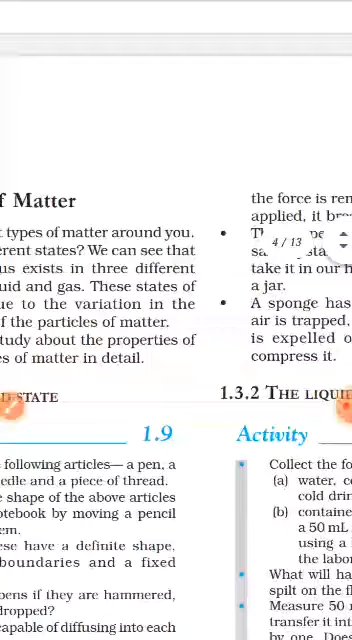 f Matter
t types of matter around you.
erent states? We can see that
us exists in three different
uid and gas. These states of
ue to the variation in the
f the particles of matter.
tudy about the properties of
es of matter in detail.
STATE
1.9
following articles— a pen, a
edle and a piece of thread.
e shape of the above articles
otebook by moving a pencil
em.
ese have a definite shape,
boundaries and a fixed
pens if they are hammered,
dropped?
capable of diffusing into each
the force is ren
applied, it
4 / 13
take it in our h
a jar.
• A sponge has
air is trapped,
is expelled o
compress it.
1.3.2 THE LIQUI
Activity
• Collect the fo
(a) water, c
cold drin
(b) containe
a 50 mL
using a
the labor
• What will ha
spilt on the fl
• Measure 50 m
transfer it int
by one. Do